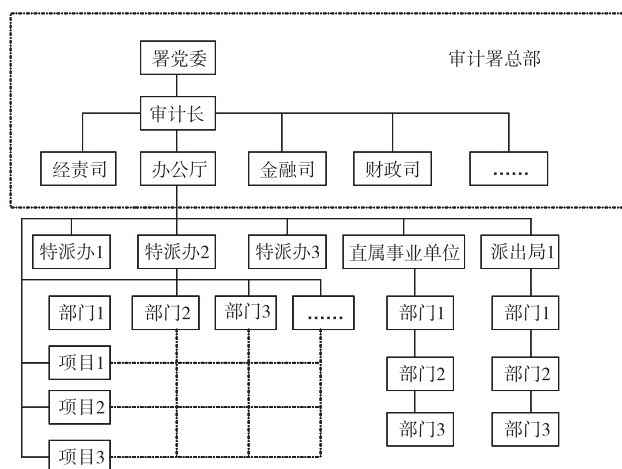 署党委
审计署总部
审计长
经责司
办公厅
金融司
财政司
……
特派办1
特派办2
特派办3
直属事业单位
派出局1
部门1
部门2
部门3
……
部门1
部门1
项目1
部门2
部门2
项目2
部门3
部门3
项目3